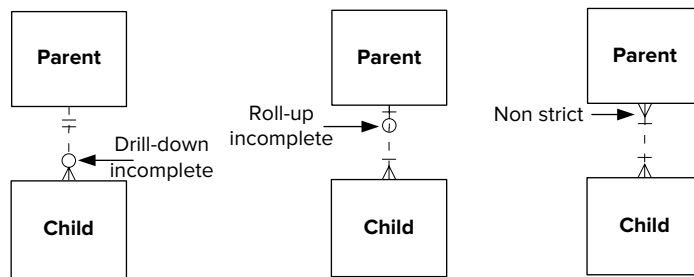 Parent
Drill-down
incomplete
Child
Parent
Roll-up
incomplete
Child
Parent
Non strict
Child